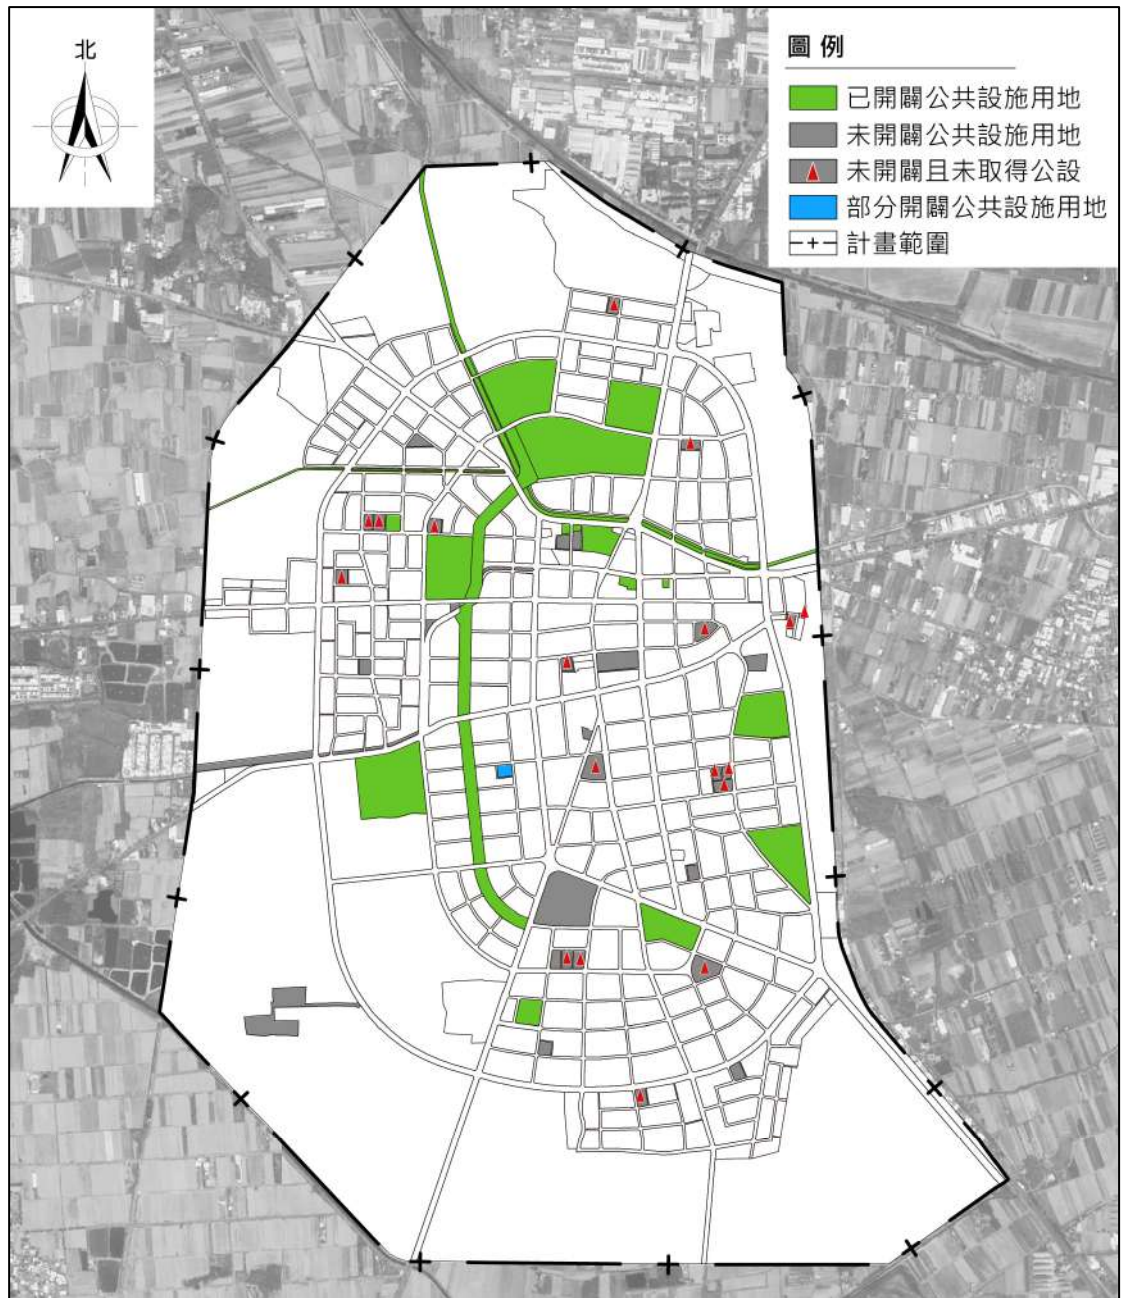 北
圖例
已開闢公共設施用地
未開闢公共設施用地
未開闢且未取得公設
部分開闢公共設施用地
計畫範圍